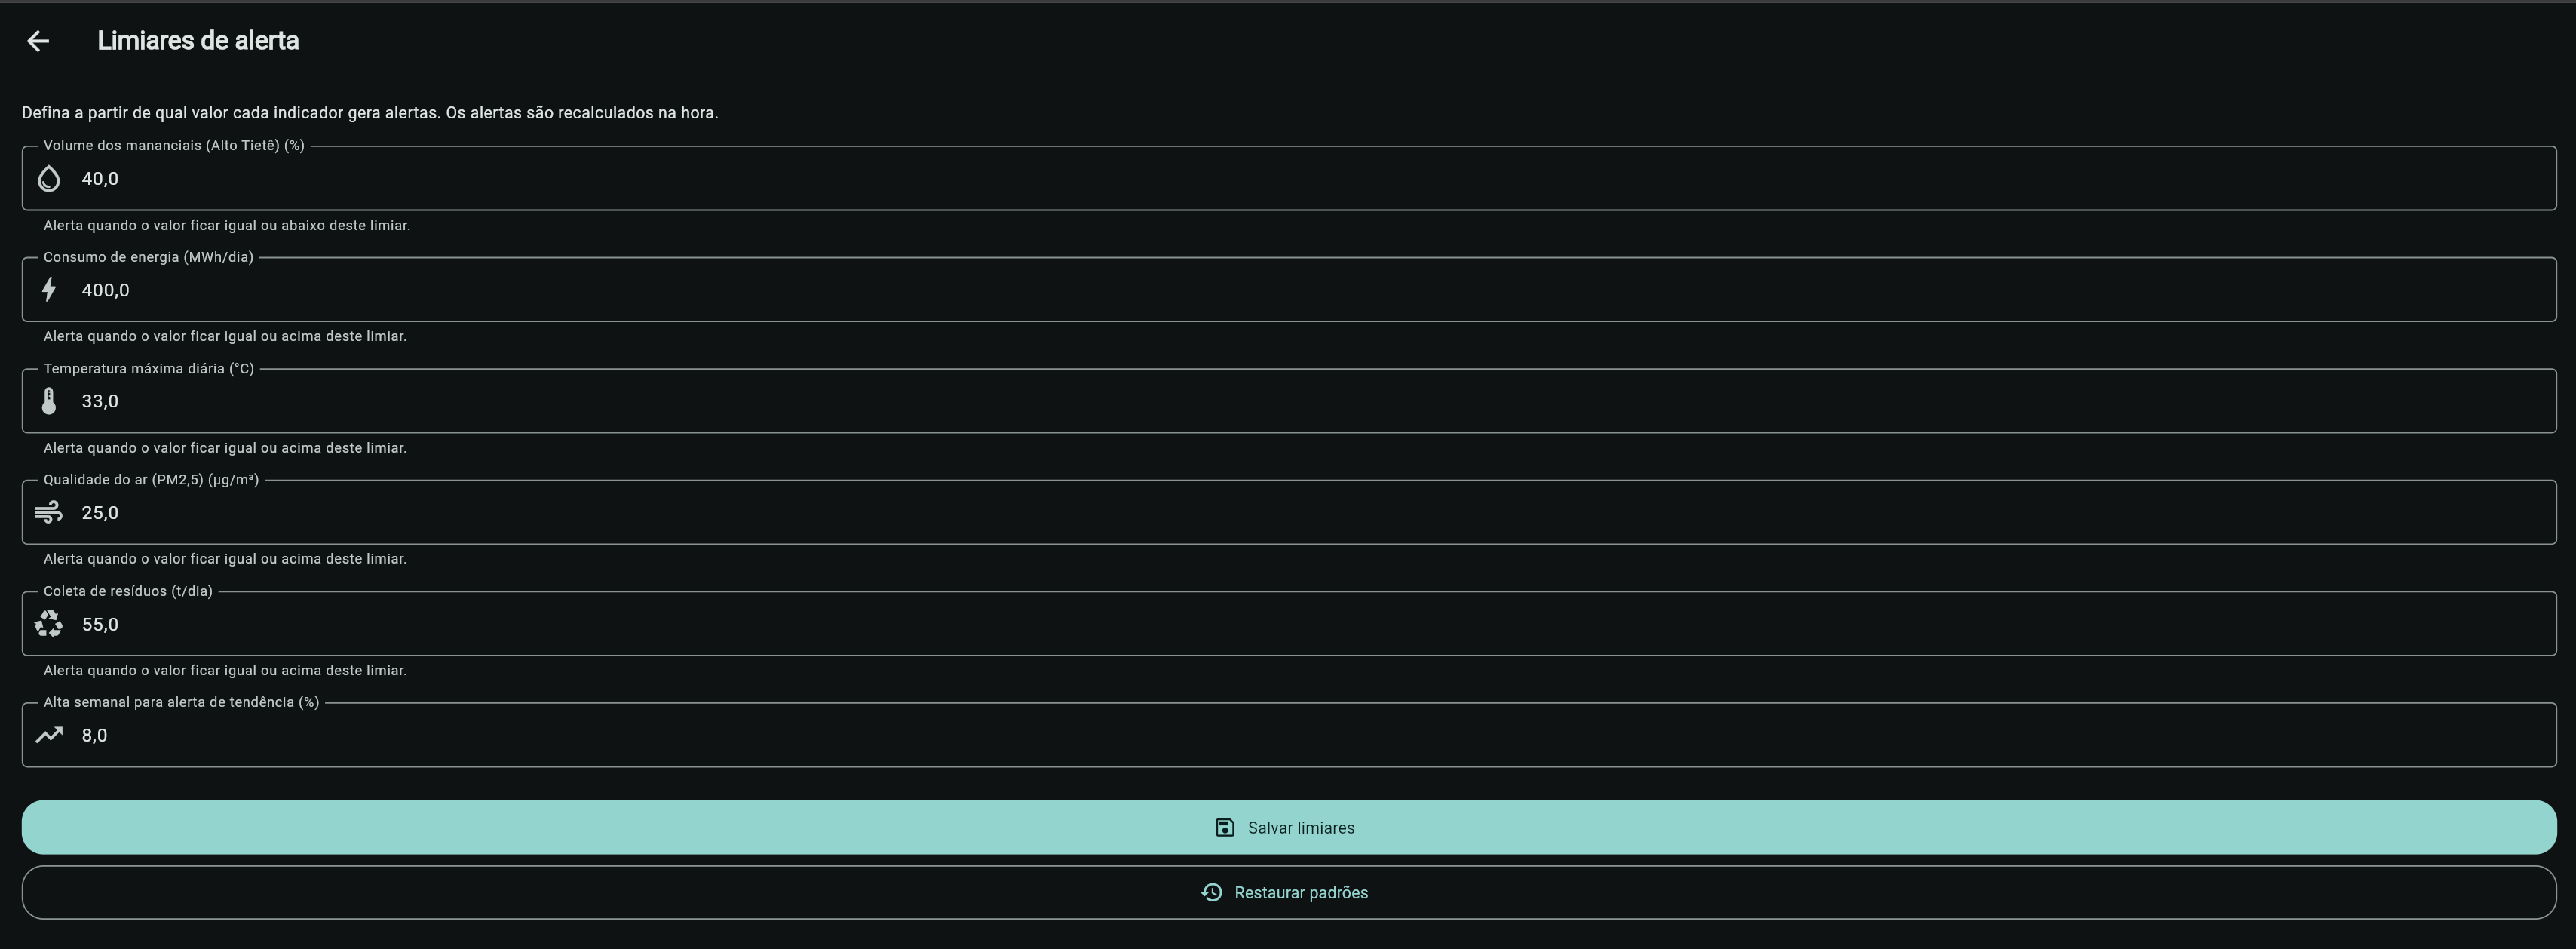 Limiares de alerta
Defina a partir de qual valor cada indicador gera alertas. Os alertas são recalculados na hora.
Volume dos mananciais (Alto Tietê) (%)
40,0
Alerta quando o valor ficar igual ou abaixo deste limiar.
Consumo de energia (MWh/dia)
400,0
Alerta quando o valor ficar igual ou acima deste limiar.
Temperatura máxima diária (°C)
33,0
Alerta quando o valor ficar igual ou acima deste limiar.
Qualidade do ar (PM2,5) (µg/m³)
25,0
Alerta quando o valor ficar igual ou acima deste limiar.
Coleta de resíduos (t/dia)
55,0
Alerta quando o valor ficar igual ou acima deste limiar.
Alta semanal para alerta de tendência (%)
8,0
Salvar limiares
Restaurar padrões